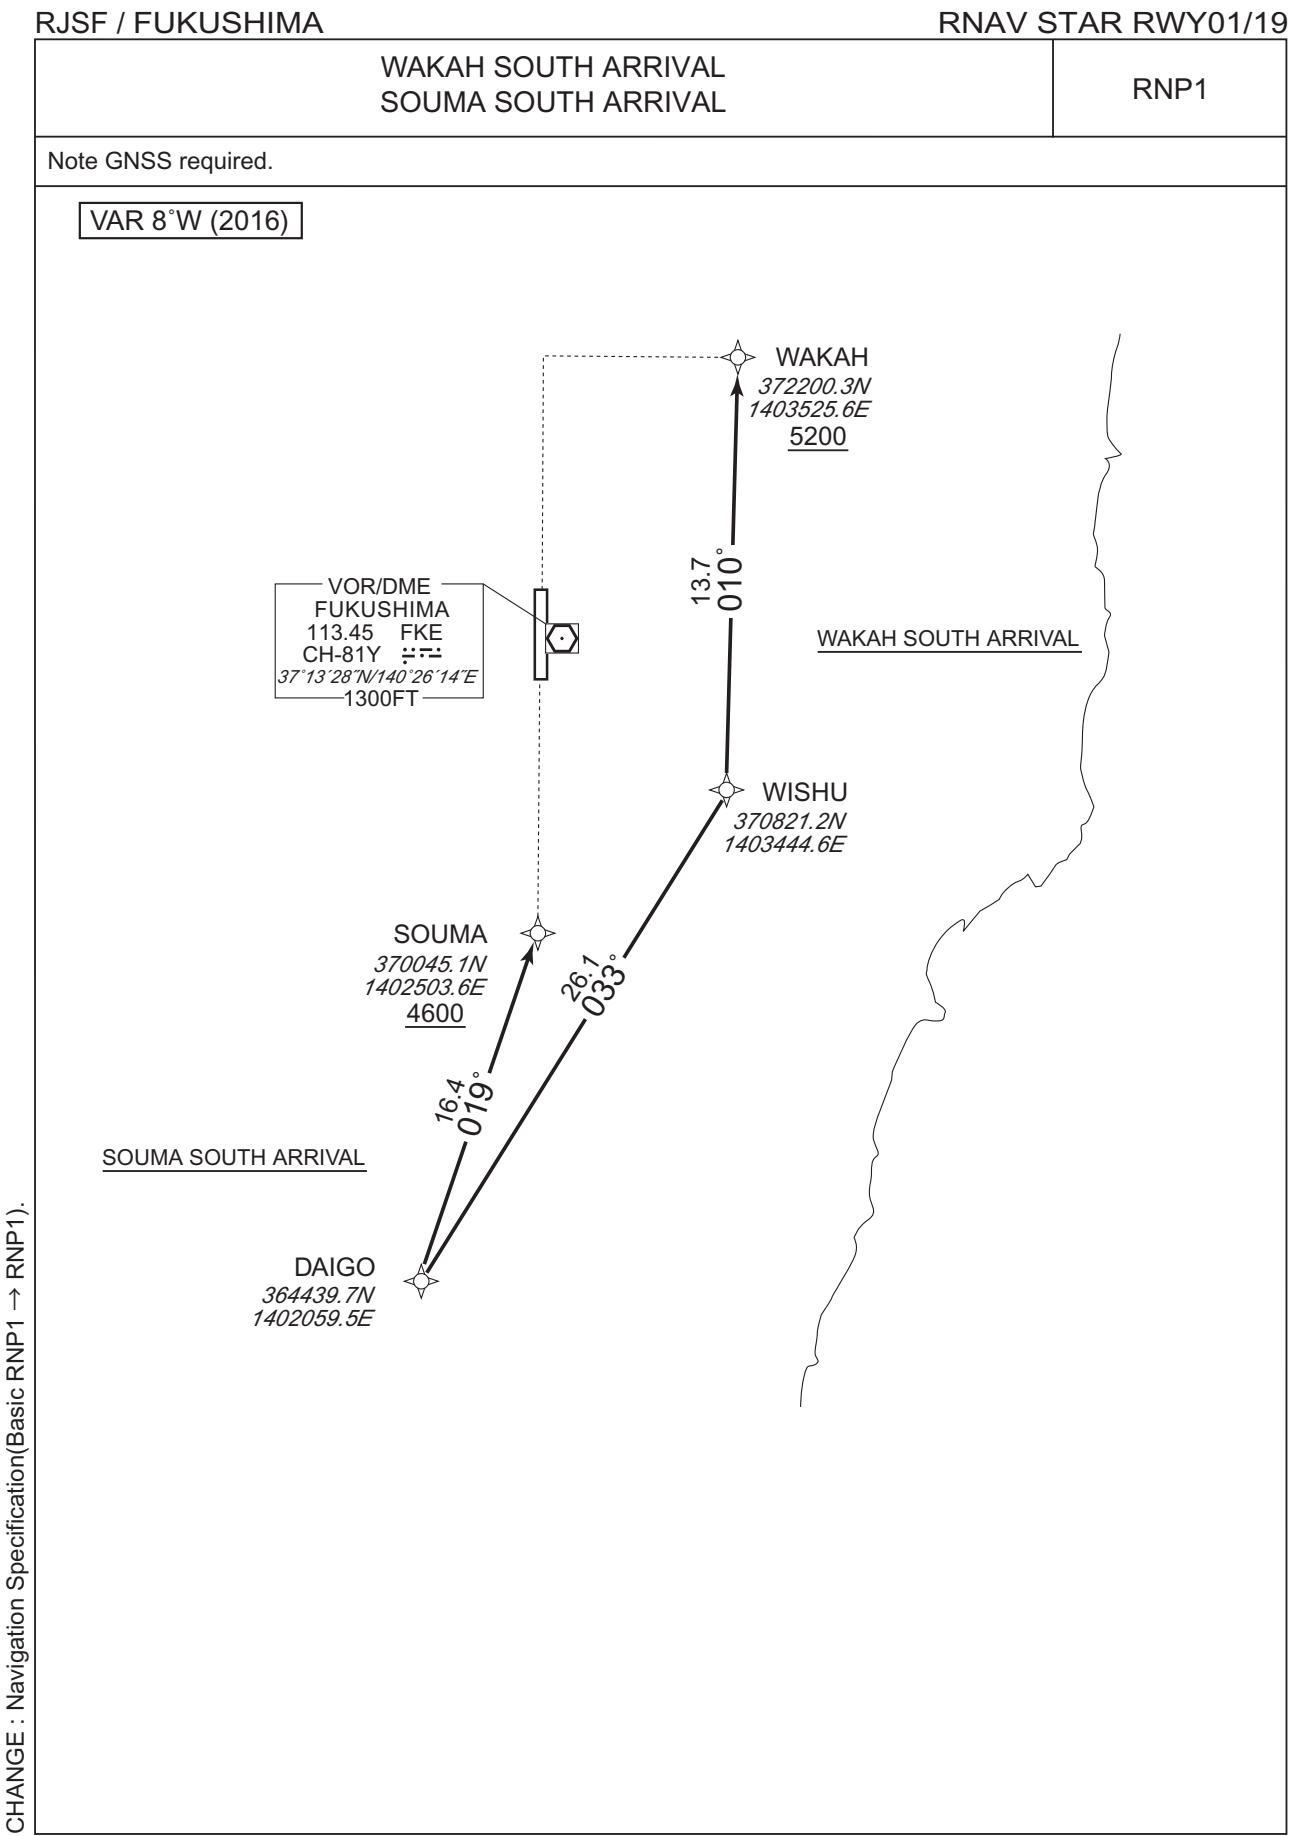 RJSF / FUKUSHIMA
RNAV STAR RWY01/19
WAKAH SOUTH ARRIVAL
SOUMA SOUTH ARRIVAL
RNP1
Note GNSS required.
VAR 8˚W (2016)
WAKAH
372200.3N
1403525.6E
5200
13.7
010˚
VOR/DME
FUKUSHIMA
113.45 FKE
CH-81Y
37˚13´28˝N/140˚26´14˝E
1300FT
WAKAH SOUTH ARRIVAL
WISHU
370821.2N
1403444.6E
SOUMA
370045.1N
1402503.6E
4600
26.1
033˚
16.4
019˚
SOUMA SOUTH ARRIVAL
DAIGO
364439.7N
1402059.5E
CHANGE : Navigation Specification(Basic RNP1 → RNP1).